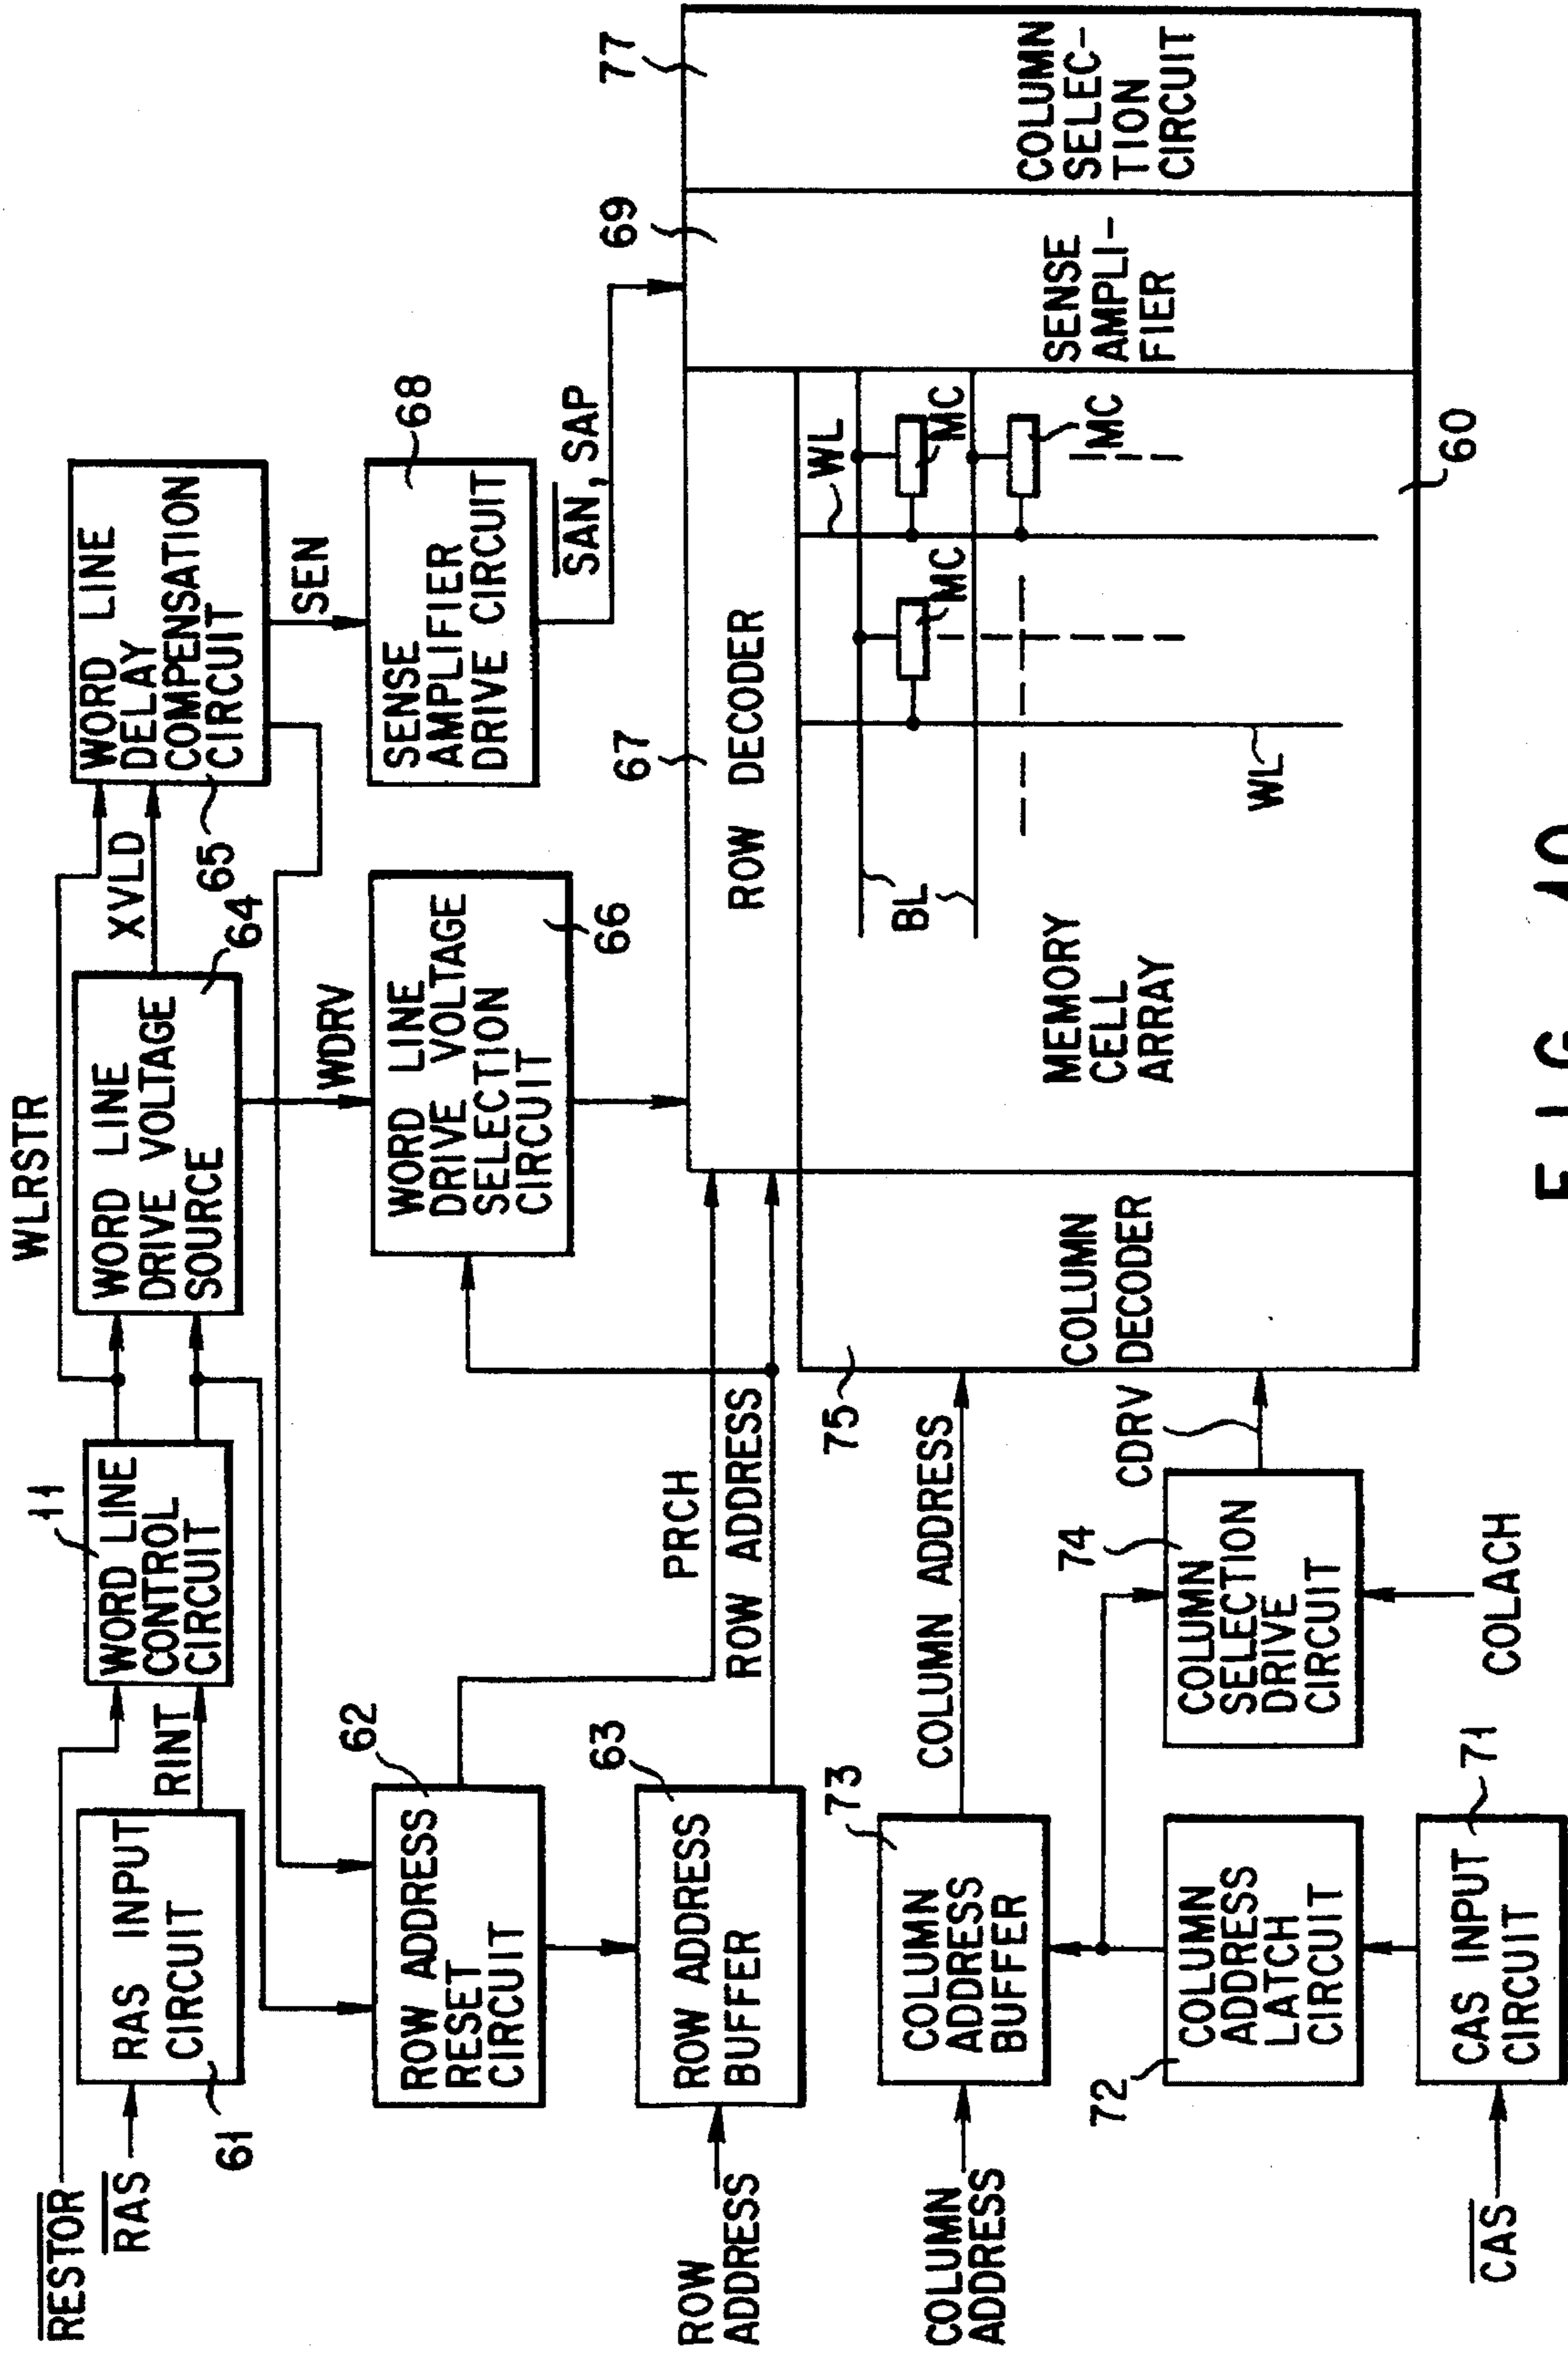 RESTOR
RAS
61
RAS INPUT
CIRCUIT
RINT
11
WORD LINE
CONTROL
CIRCUIT
WLRSTR
WORD LINE
DRIVE VOLTAGE
SOURCE
64
XVLD
65
WORD LINE
DELAY
COMPENSATION
CIRCUIT
SEN
WDRV
62
ROW ADDRESS
RESET
CIRCUIT
WORD LINE
DRIVE VOLTAGE
SELECTION
CIRCUIT
66
SENSE
AMPLIFIER
DRIVE CIRCUIT
68
SAN, SAP
ROW
ADDRESS
63
ROW ADDRESS
BUFFER
PRCH
ROW ADDRESS
67
ROW DECODER
69
SENSE
AMPLI-
FIER
77
COLUMN
SELEC-
TION
CIRCUIT
WL
MC
MC
MC
BL
WL
MEMORY
CELL
ARRAY
60
75
COLUMN
DECODER
COLUMN
ADDRESS
73
COLUMN
ADDRESS
BUFFER
COLUMN ADDRESS
72
COLUMN
ADDRESS
LATCH
CIRCUIT
74
COLUMN
SELECTION
DRIVE
CIRCUIT
CDRV
COLACH
CAS
CAS INPUT
CIRCUIT
71